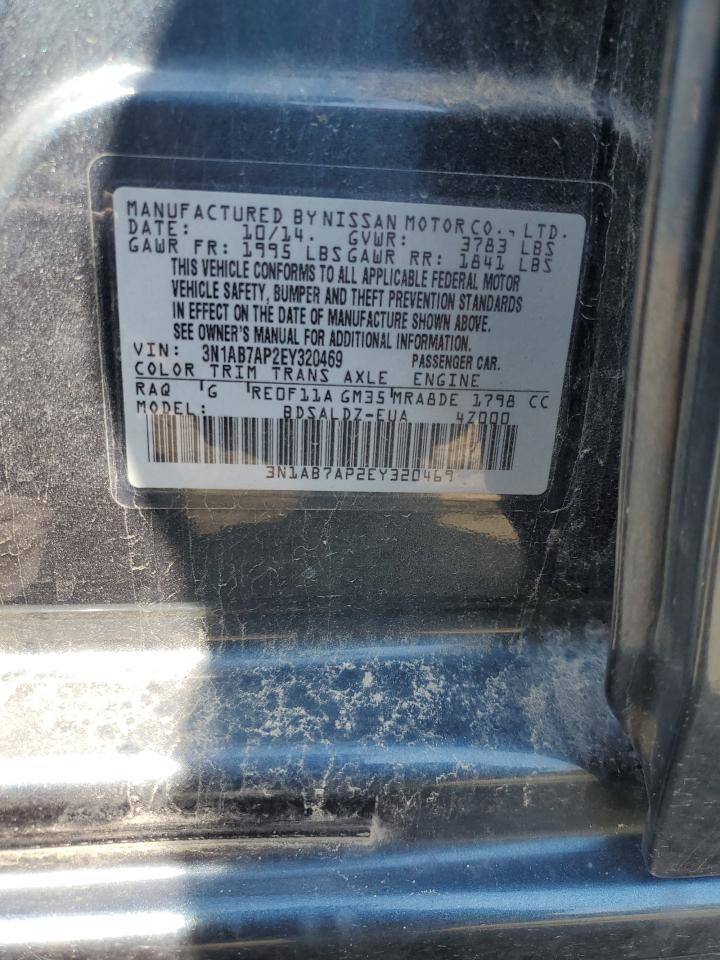 MANUFACTURED BY NISSAN MOTOR CO., LTD.
DATE: 10/14. GVWR: 3783 LBS
GAWR FR: 1995 LBS GAWR RR: 1841 LBS
THIS VEHICLE CONFORMS TO ALL APPLICABLE FEDERAL MOTOR
VEHICLE SAFETY, BUMPER AND THEFT PREVENTION STANDARDS
IN EFFECT ON THE DATE OF MANUFACTURE SHOWN ABOVE.
SEE OWNER'S MANUAL FOR ADDITIONAL INFORMATION.
VIN: 3N1AB7AP2EY320469 PASSENGER CAR.
COLOR TRIM TRANS AXLE ENGINE
RAQ G RE0F11A GM35 MRA8DE 1798 CC
MODEL: BDSALDZ-EUA 47000
3N1AB7AP2EY320469